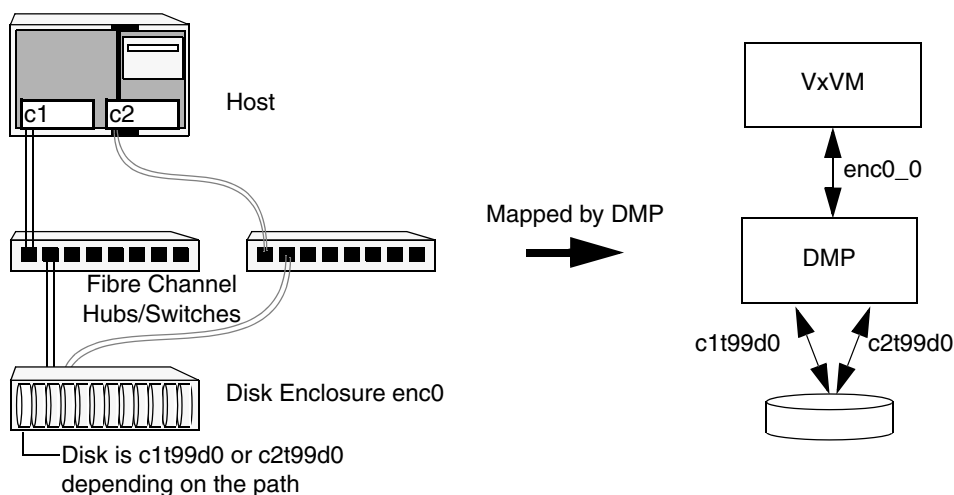 c1
c2
Host
Fibre Channel
Hubs/Switches
Disk Enclosure enc0
Disk is c1t99d0 or c2t99d0
depending on the path
Mapped by DMP
VxVM
enc0_0
DMP
c1t99d0
c2t99d0